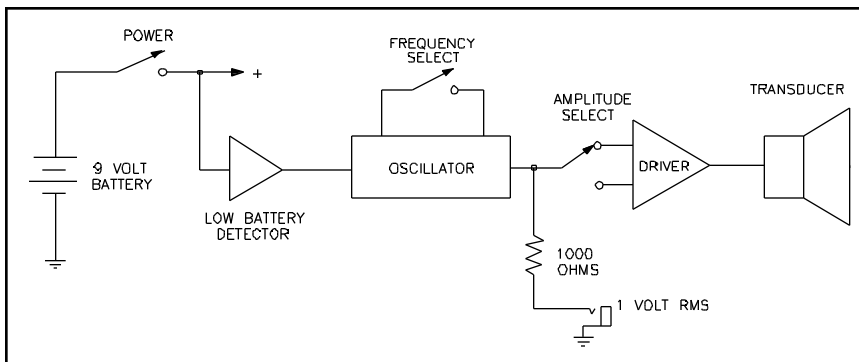 POWER
+
9 VOLT
BATTERY
LOW BATTERY
DETECTOR
FREQUENCY
SELECT
OSCILLATOR
AMPLITUDE
SELECT
DRIVER
TRANSDUCER
1000
OHMS
1 VOLT RMS